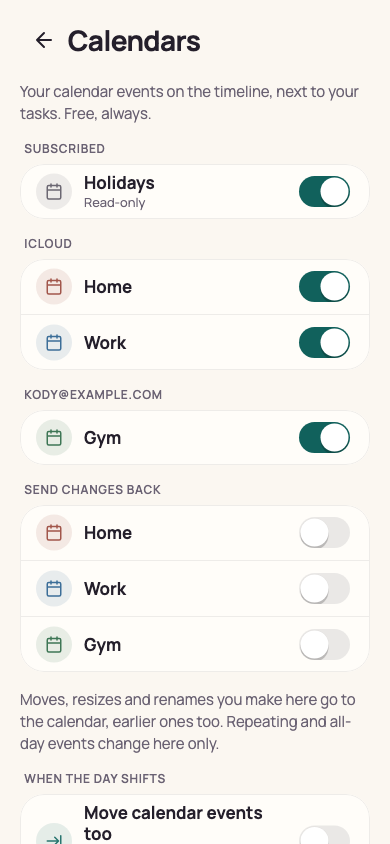 Calendars
Your calendar events on the timeline, next to your
tasks. Free, always.
SUBSCRIBED
Holidays
Read-only
ICLOUD
Home
Work
KODY@EXAMPLE.COM
Gym
SEND CHANGES BACK
Home
Work
Gym
Moves, resizes and renames you make here go to
the calendar, earlier ones too. Repeating and all-
day events change here only.
WHEN THE DAY SHIFTS
Move calendar events
too